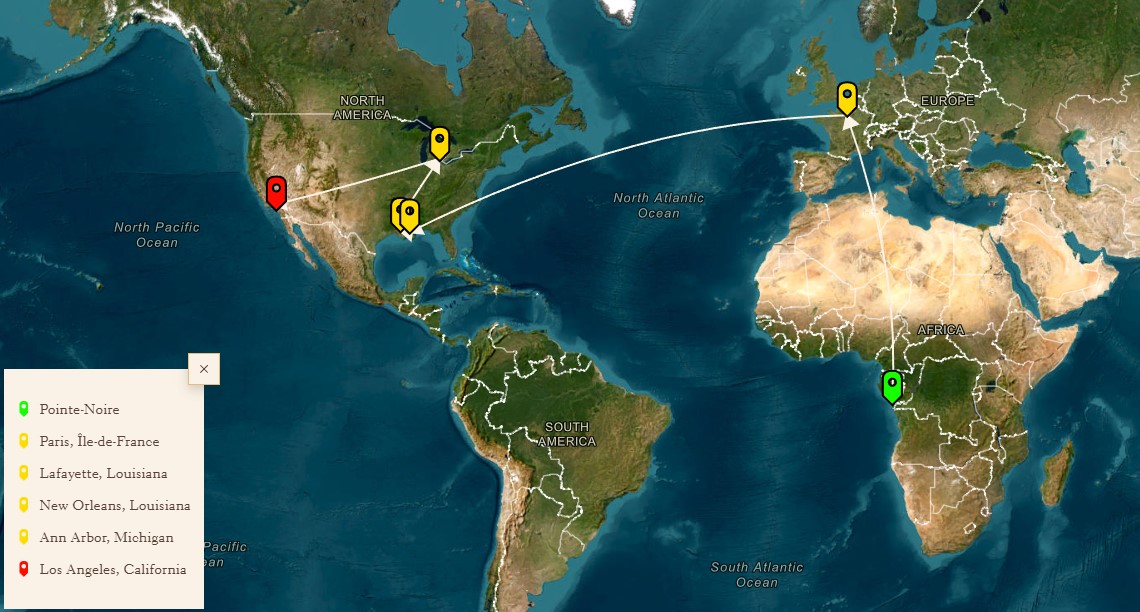 NORTH
AMERICA
EUROPE
North Atlantic
Ocean
North Pacific
Ocean
AFRICA
SOUTH
AMERICA
×
Pointe-Noire
Paris, Île-de-France
Lafayette, Louisiana
New Orleans, Louisiana
Ann Arbor, Michigan
Los Angeles, California
Pacific
ean
South Atlantic
Ocean